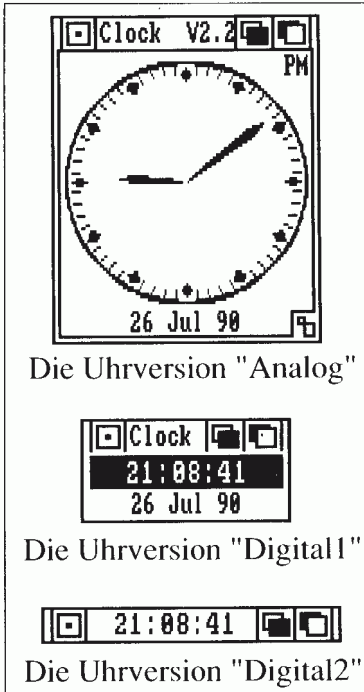 Clock V2.2
PM
26 Jul 90
Die Uhrversion "Analog"
Clock
21:08:41
26 Jul 90
Die Uhrversion "Digital1"
21:08:41
Die Uhrversion "Digital2"